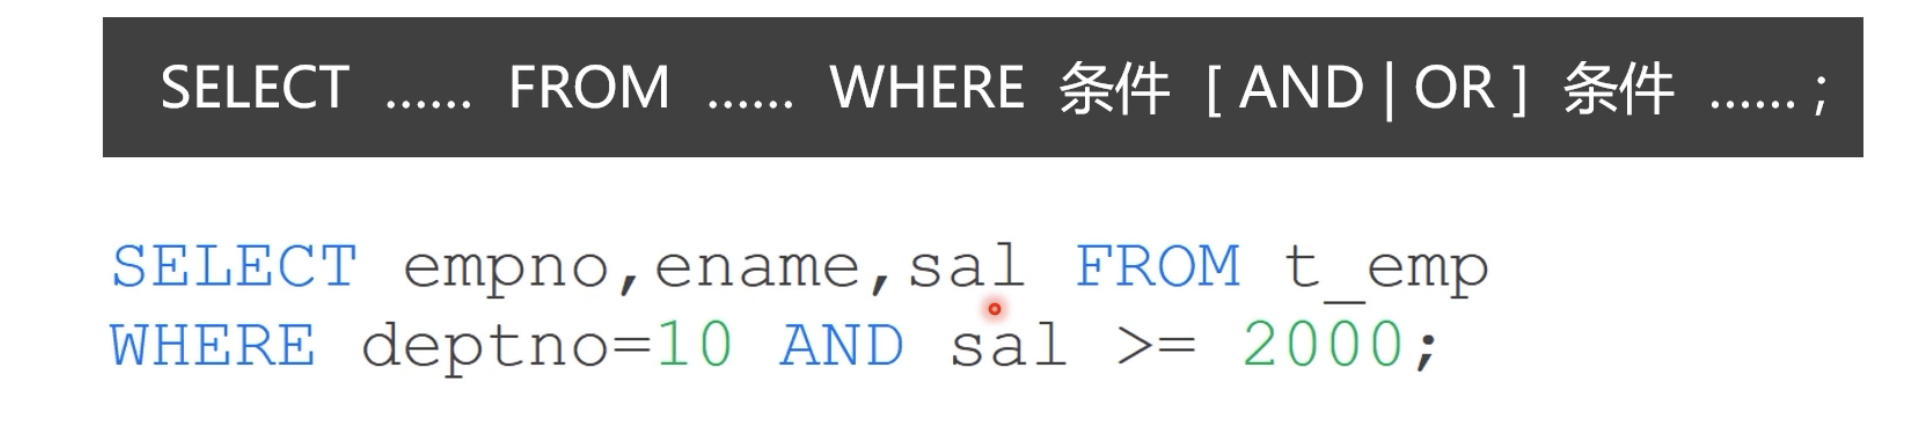 SELECT ...... FROM ...... WHERE 条件 [ AND | OR ] 条件 ...... ;
SELECT empno,ename,sal FROM t_emp
WHERE deptno=10 AND sal >= 2000;